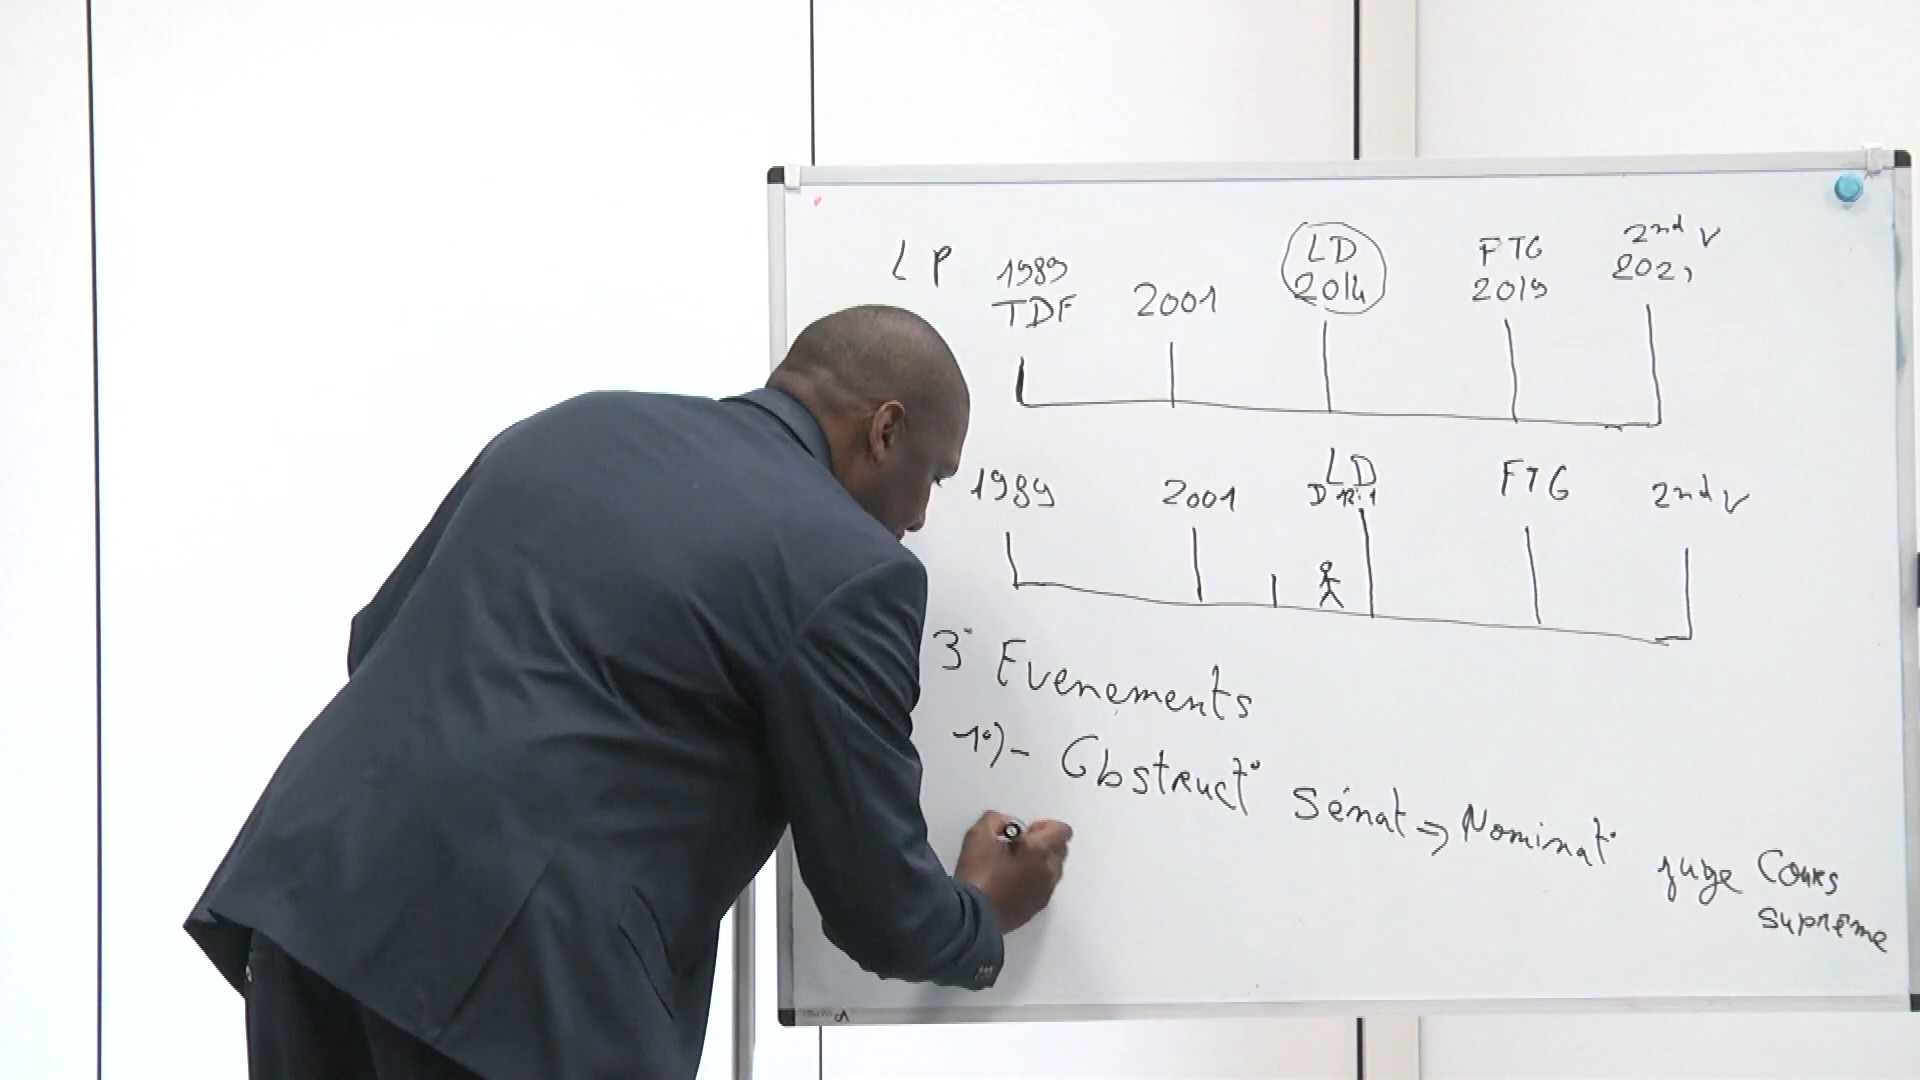 LP 1989 2001 LD FTG 2nd V
TDF 2014 2019 2021
1989 2001 LD FTG 2nd V
3° Evenements
1°)- Obstruct° Sénat => Nominat° juge Cours
suprême